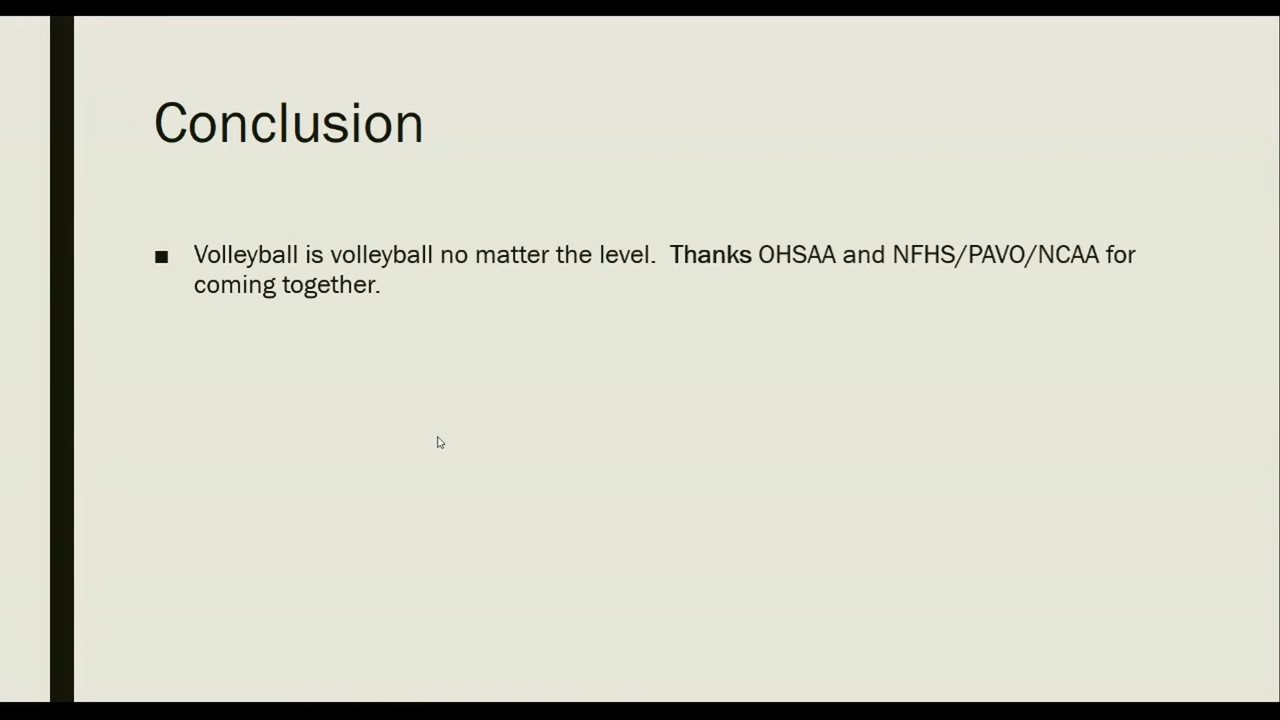 Conclusion
■ Volleyball is volleyball no matter the level.  Thanks OHSAA and NFHS/PAVO/NCAA for
coming together.